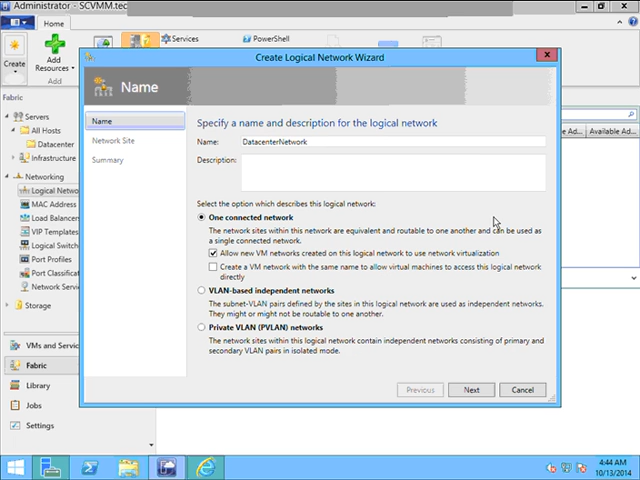 Administrator - SCVMM.tec
Home
Create
Add
Resources
Add
Services
PowerShell
Fabric
Servers
All Hosts
Datacenter
Infrastructure
Networking
Logical Netwo
MAC Address
Load Balancers
VIP Templates
Logical Switch
Port Profiles
Port Classificat
Network Servic
Storage
VMs and Servic
Fabric
Library
Jobs
Settings
Create Logical Network Wizard
Name
Name
Network Site
Summary
Specify a name and description for the logical network
Name: DatacenterNetwork
Description:
Select the option which describes this logical network:
One connected network
The network sites within this network are equivalent and routable to one another and can be used as
a single connected network.
Allow new VM networks created on this logical network to use network virtualization
Create a VM network with the same name to allow virtual machines to access this logical network
directly
VLAN-based independent networks
The subnet-VLAN pairs defined by the sites in this logical network are used as independent networks.
They might or might not be routable to one another.
Private VLAN (PVLAN) networks
The network sites within this logical network contain independent networks consisting of primary and
secondary VLAN pairs in isolated mode.
Previous
Next
Cancel
e Ad... Available Ad...
4:44 AM
10/13/2014